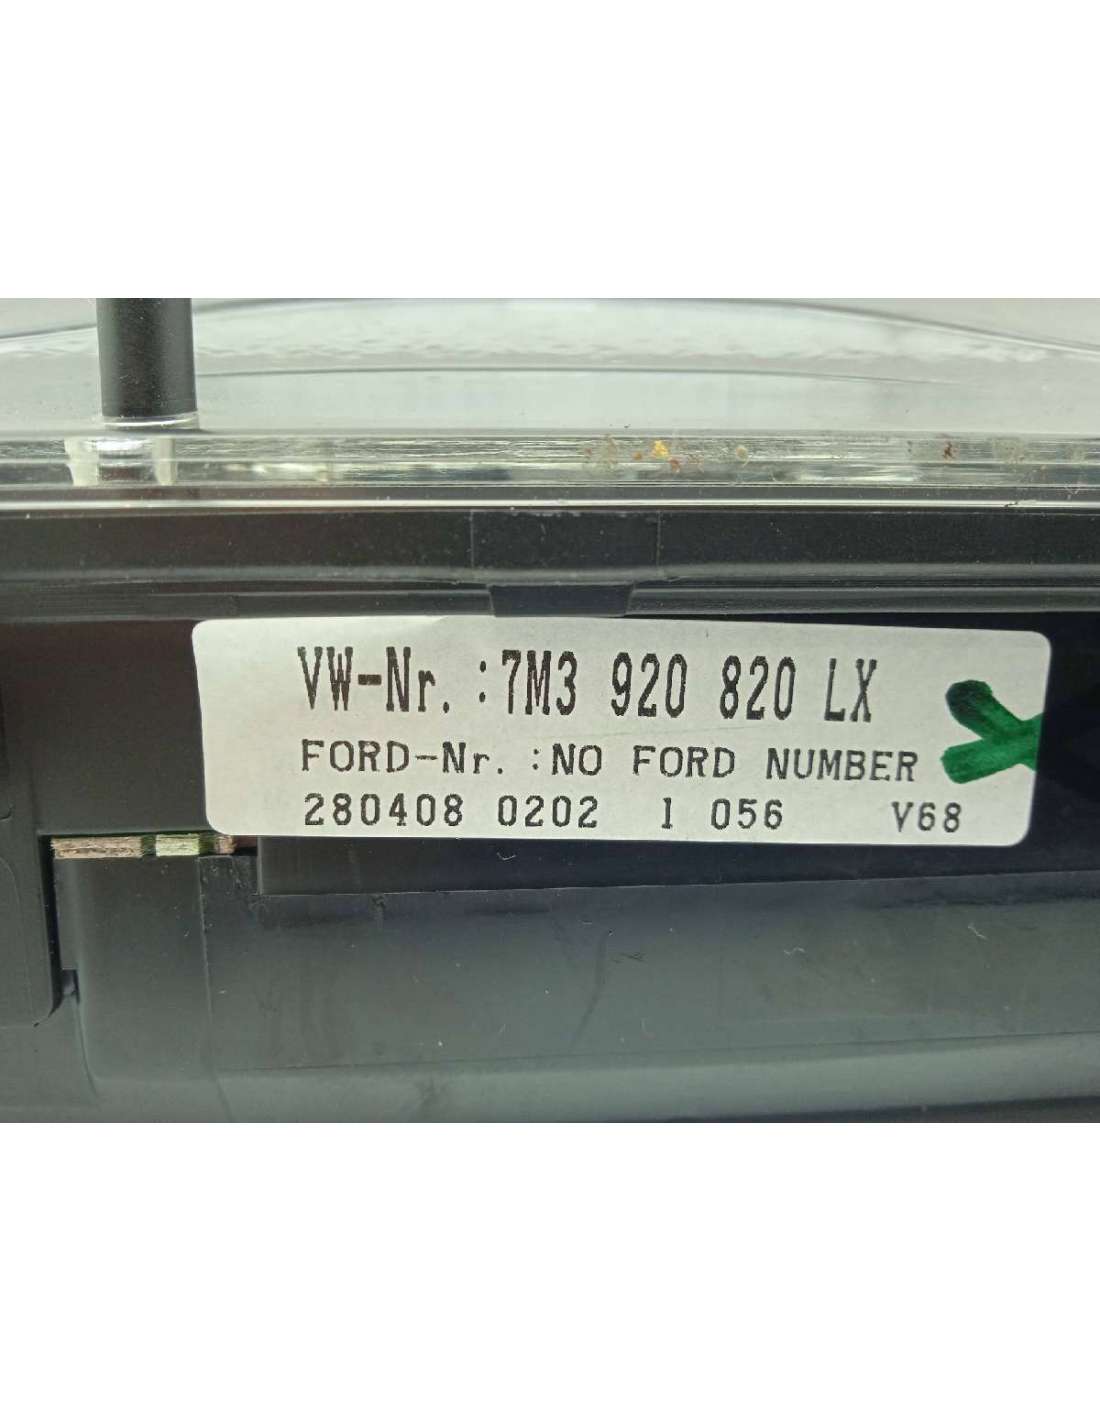 VW-Nr. :7M3 920 820 LX
FORD-Nr. :NO FORD NUMBER
280408 0202 1 056 V68